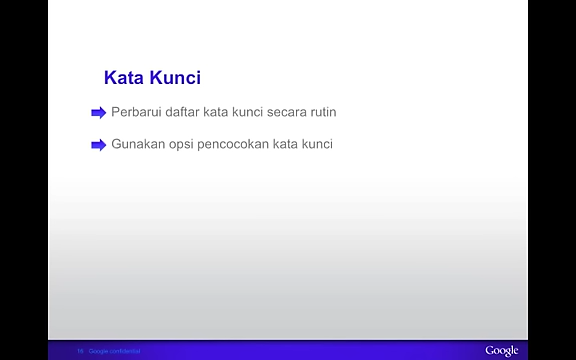 Kata Kunci
Perbarui daftar kata kunci secara rutin
Gunakan opsi pencocokan kata kunci
Google confidential
Google